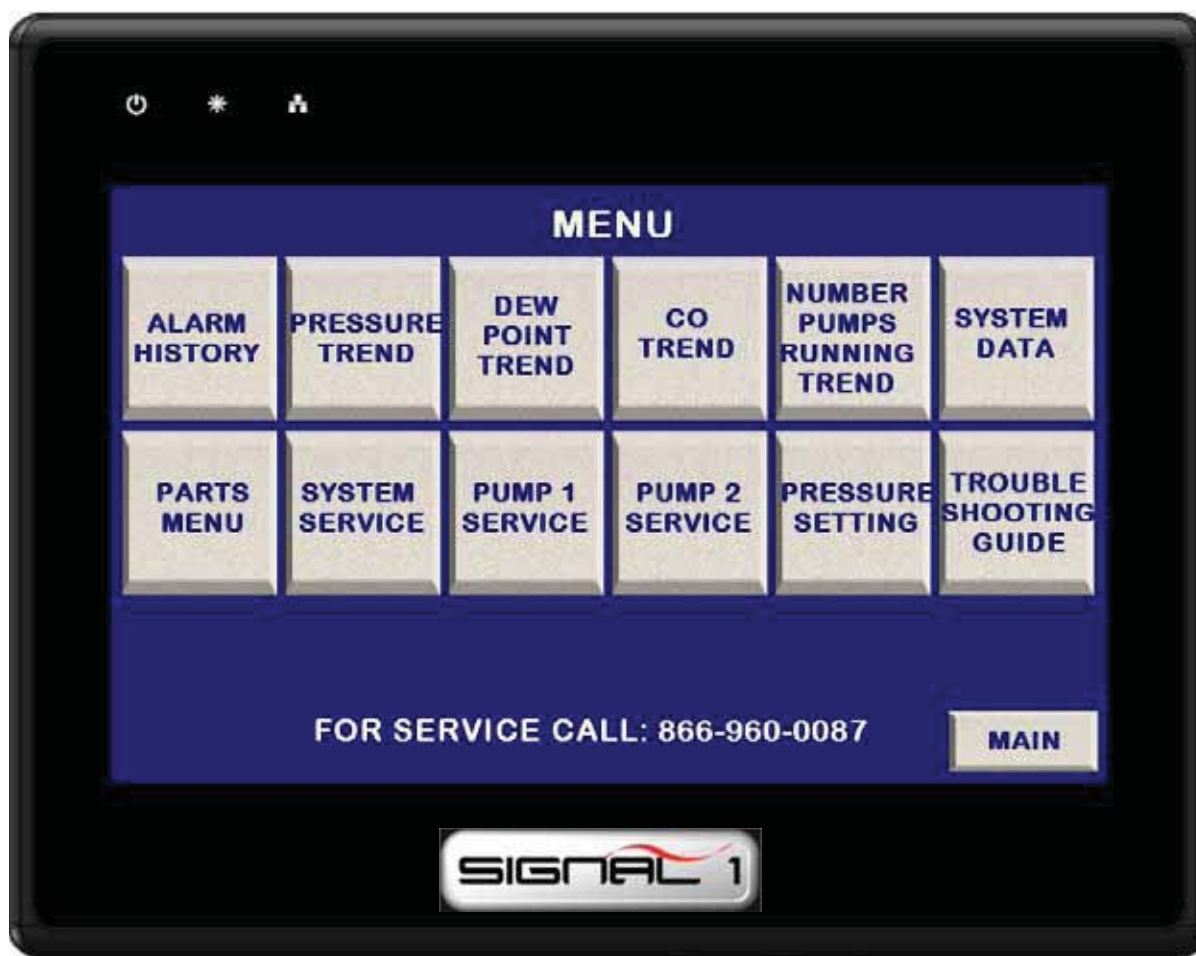 MENU
ALARM
HISTORY
PRESSURE
TREND
DEW
POINT
TREND
CO
TREND
NUMBER
PUMPS
RUNNING
TREND
SYSTEM
DATA
PARTS
MENU
SYSTEM
SERVICE
PUMP 1
SERVICE
PUMP 2
SERVICE
PRESSURE
SETTING
TROUBLE
SHOOTING
GUIDE
FOR SERVICE CALL: 866-960-0087
MAIN
SIGNAL 1